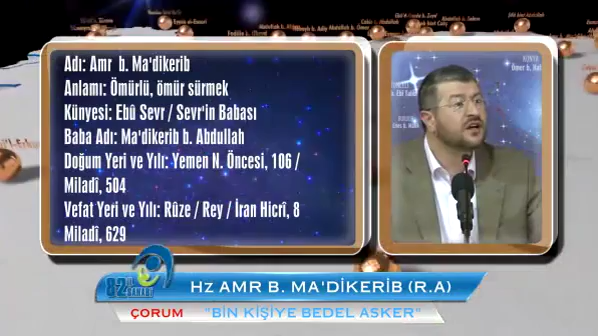 Adı: Amr b. Ma'dikerib
Anlamı: Ömürlü, ömür sürmek
Künyesi: Ebû Sevr / Sevr'in Babası
Baba Adı: Ma'dikerib b. Abdullah
Doğum Yeri ve Yılı: Yemen N. Öncesi, 106 /
Miladî, 504
Vefat Yeri ve Yılı: Rûze / Rey / İran Hicrî, 8
Miladî, 629
Hz AMR B. MA'DİKERİB (R.A)
ÇORUM "BİN KİŞİYE BEDEL ASKER"